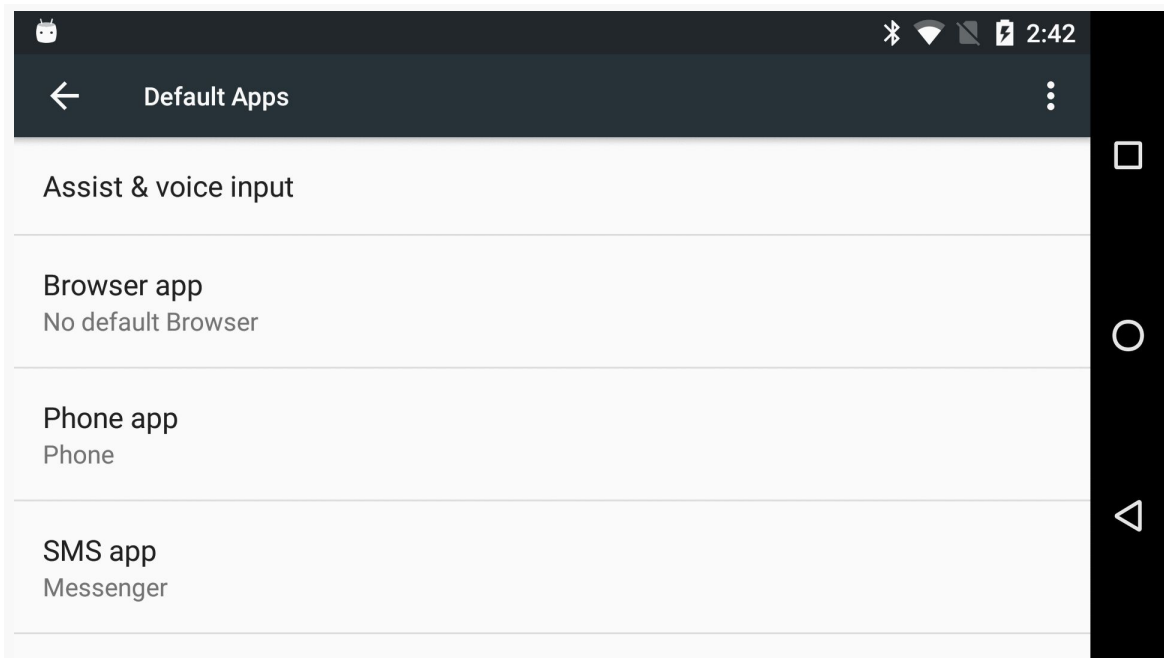 2:42
Default Apps
Assist & voice input
Browser app
No default Browser
Phone app
Phone
SMS app
Messenger